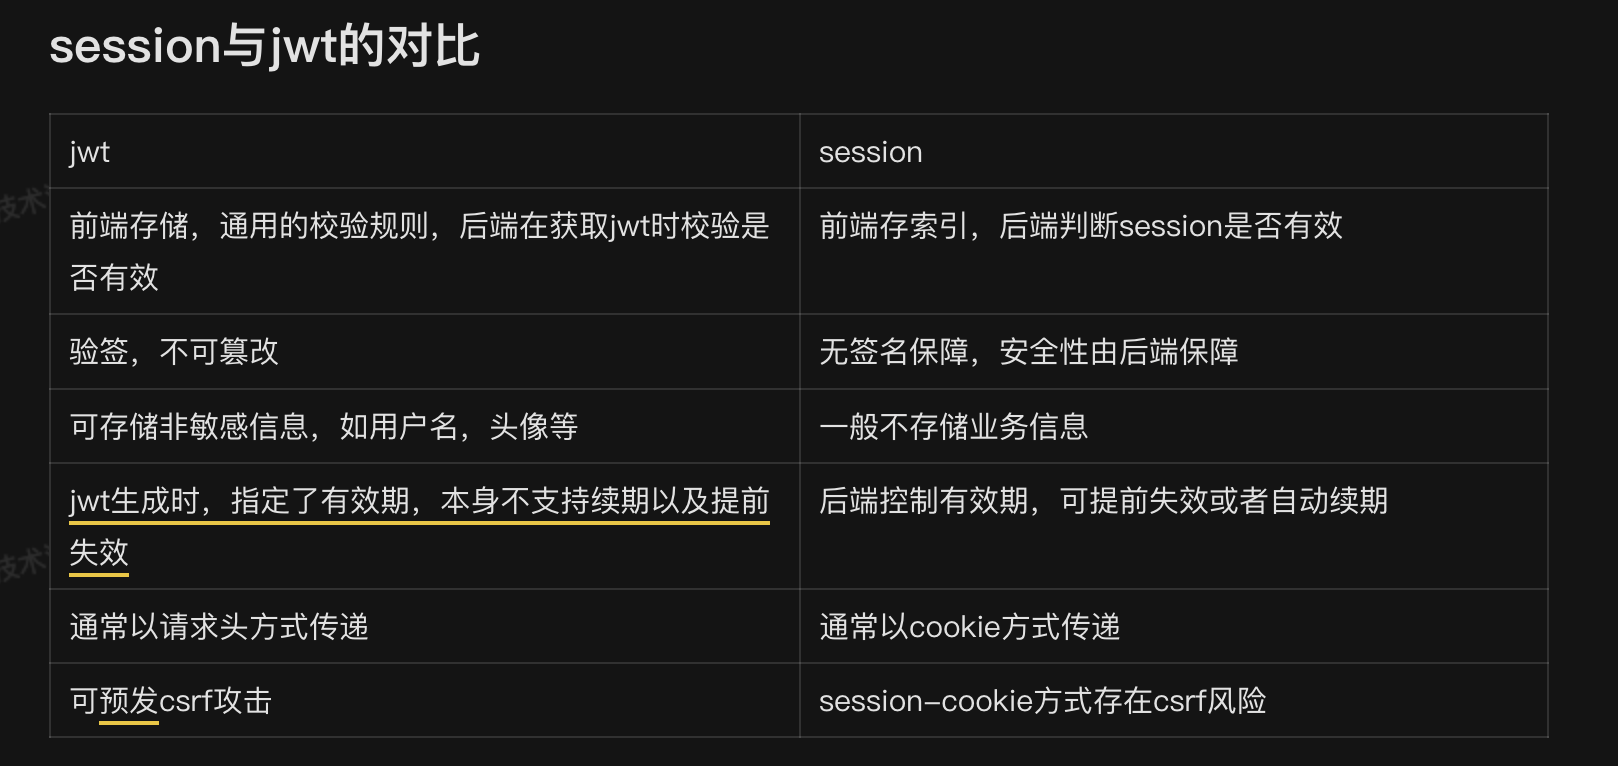 session与jwt的对比
jwt
session
前端存储，通用的校验规则，后端在获取jwt时校验是
否有效
前端存索引，后端判断session是否有效
验签，不可篡改
无签名保障，安全性由后端保障
可存储非敏感信息，如用户名，头像等
一般不存储业务信息
jwt生成时，指定了有效期，本身不支持续期以及提前
失效
后端控制有效期，可提前失效或者自动续期
通常以请求头方式传递
通常以cookie方式传递
可预发csrf攻击
session-cookie方式存在csrf风险
技术
技术